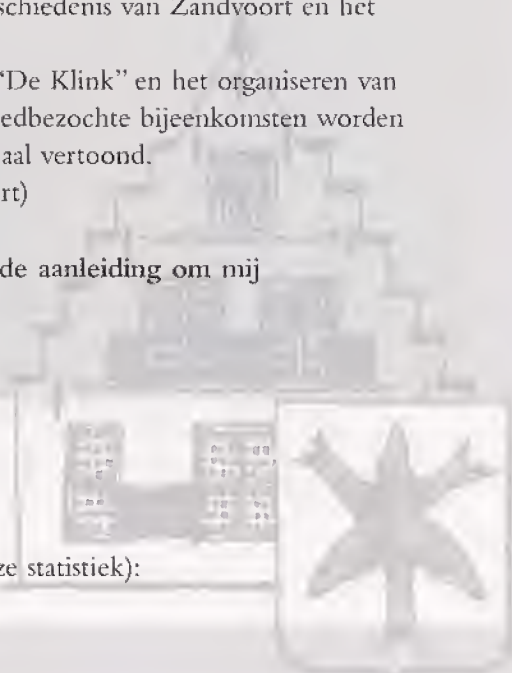 schiedenis van Zandvoort en het
“De Klink” en het organiseren van
edbezochte bijeenkomsten worden
aal vertoond.
rt)
de aanleiding om mij
ze statistiek):